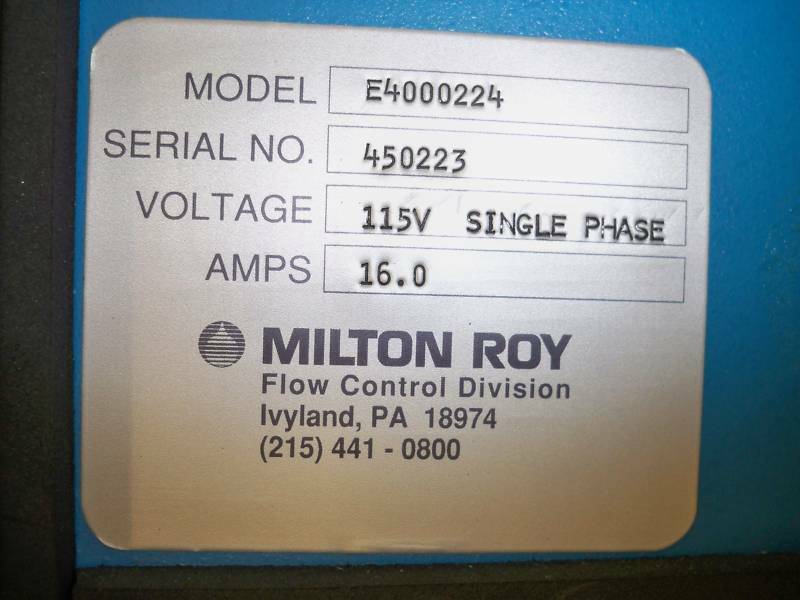 MODEL E4000224
SERIAL NO. 450223
VOLTAGE 115V SINGLE PHASE
AMPS 16.0
MILTON ROY
Flow Control Division
Ivyland, PA 18974
(215) 441 - 0800